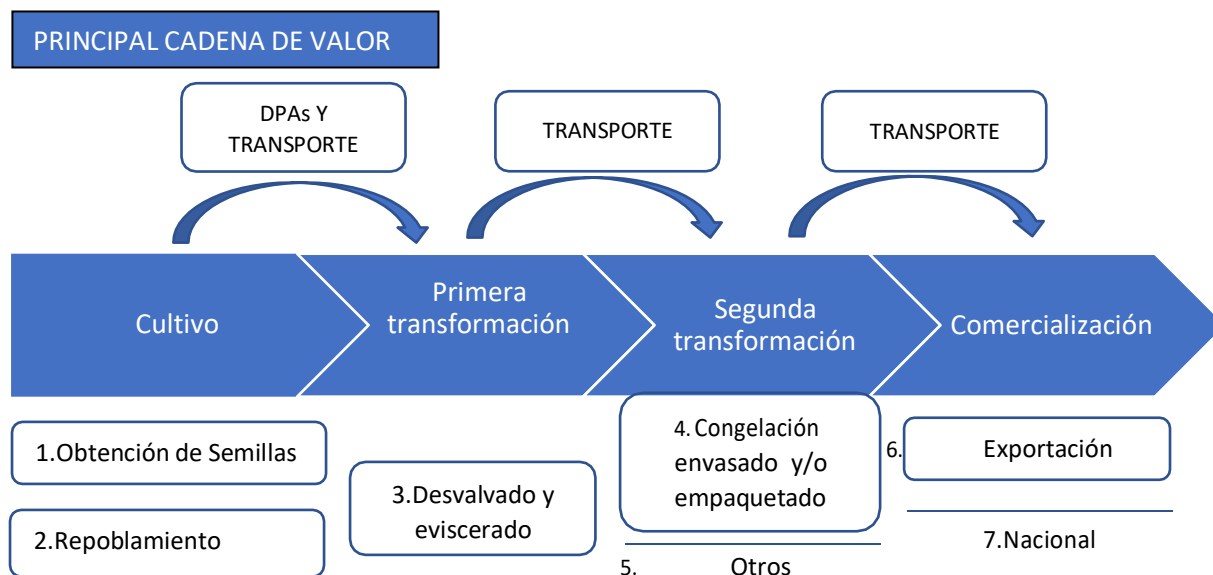 PRINCIPAL CADENA DE VALOR
DPAs Y
TRANSPORTE
TRANSPORTE
TRANSPORTE
Cultivo
Primera
transformación
Segunda
transformación
Comercialización
1.Obtención de Semillas
2.Repoblamiento
3.Desvalvado y
eviscerado
4. Congelación
envasado y/o
empaquetado
5. Otros
6. Exportación
7.Nacional